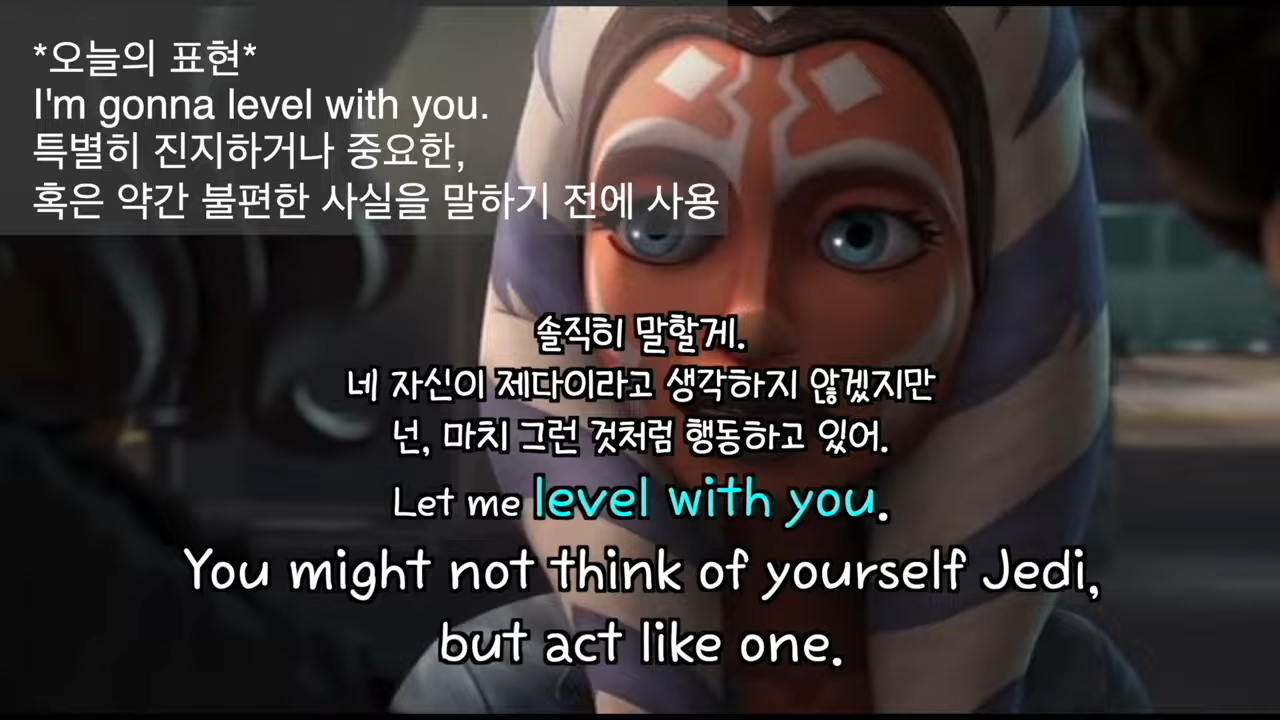 *오늘의 표현*
I'm gonna level with you.
특별히 진지하거나 중요한,
혹은 약간 불편한 사실을 말하기 전에 사용
솔직히 말할게.
네 자신이 제다이라고 생각하지 않겠지만
넌, 마치 그런 것처럼 행동하고 있어.
Let me level with you.
You might not think of yourself Jedi,
but act like one.